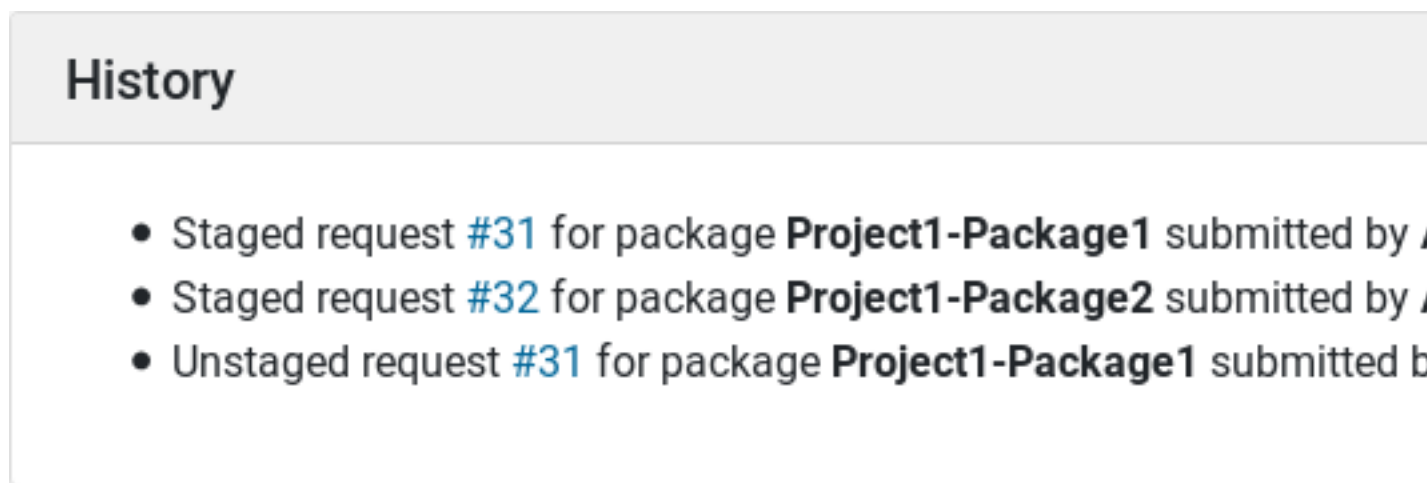 History
Staged request #31 for package Project1-Package1 submitted by
Staged request #32 for package Project1-Package2 submitted by
Unstaged request #31 for package Project1-Package1 submitted